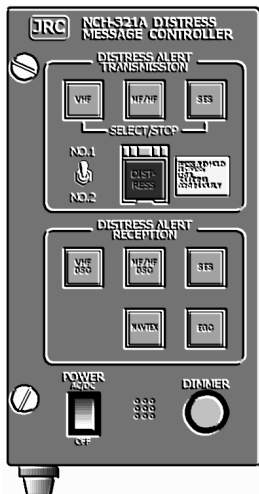 JRC
NCH-321A DISTRESS
MESSAGE CONTROLLER
DISTRESS ALERT
TRANSMISSION
VHF MF/HF SES
SELECT/STOP
NO.1
NO.2
DIST-
RESS
DISTRESS ALERT
RECEPTION
VHF
DSC
MF/HF
DSC
SES
NAVTEX EGC
POWER
AC/DC
OFF
DIMMER